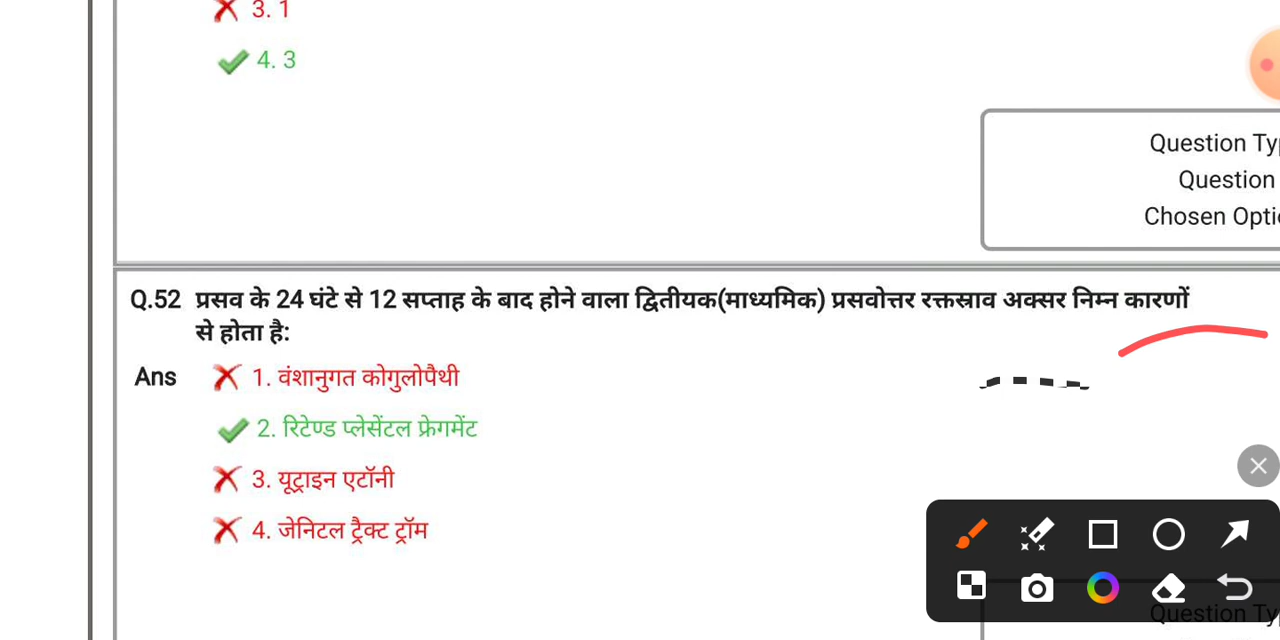 3. 1
4. 3
Question Ty
Question
Chosen Opti
Q.52 प्रसव के 24 घंटे से 12 सप्ताह के बाद होने वाला द्वितीयक(माध्यमिक) प्रसवोत्तर रक्तस्राव अक्सर निम्न कारणों
से होता है:
Ans 1. वंशानुगत कोगुलोपैथी
2. रिटेण्ड प्लेसेंटल फ्रेगमेंट
3. यूट्राइन एटॉनी
4. जेनिटल ट्रैक्ट ट्रॉम
Question Ty